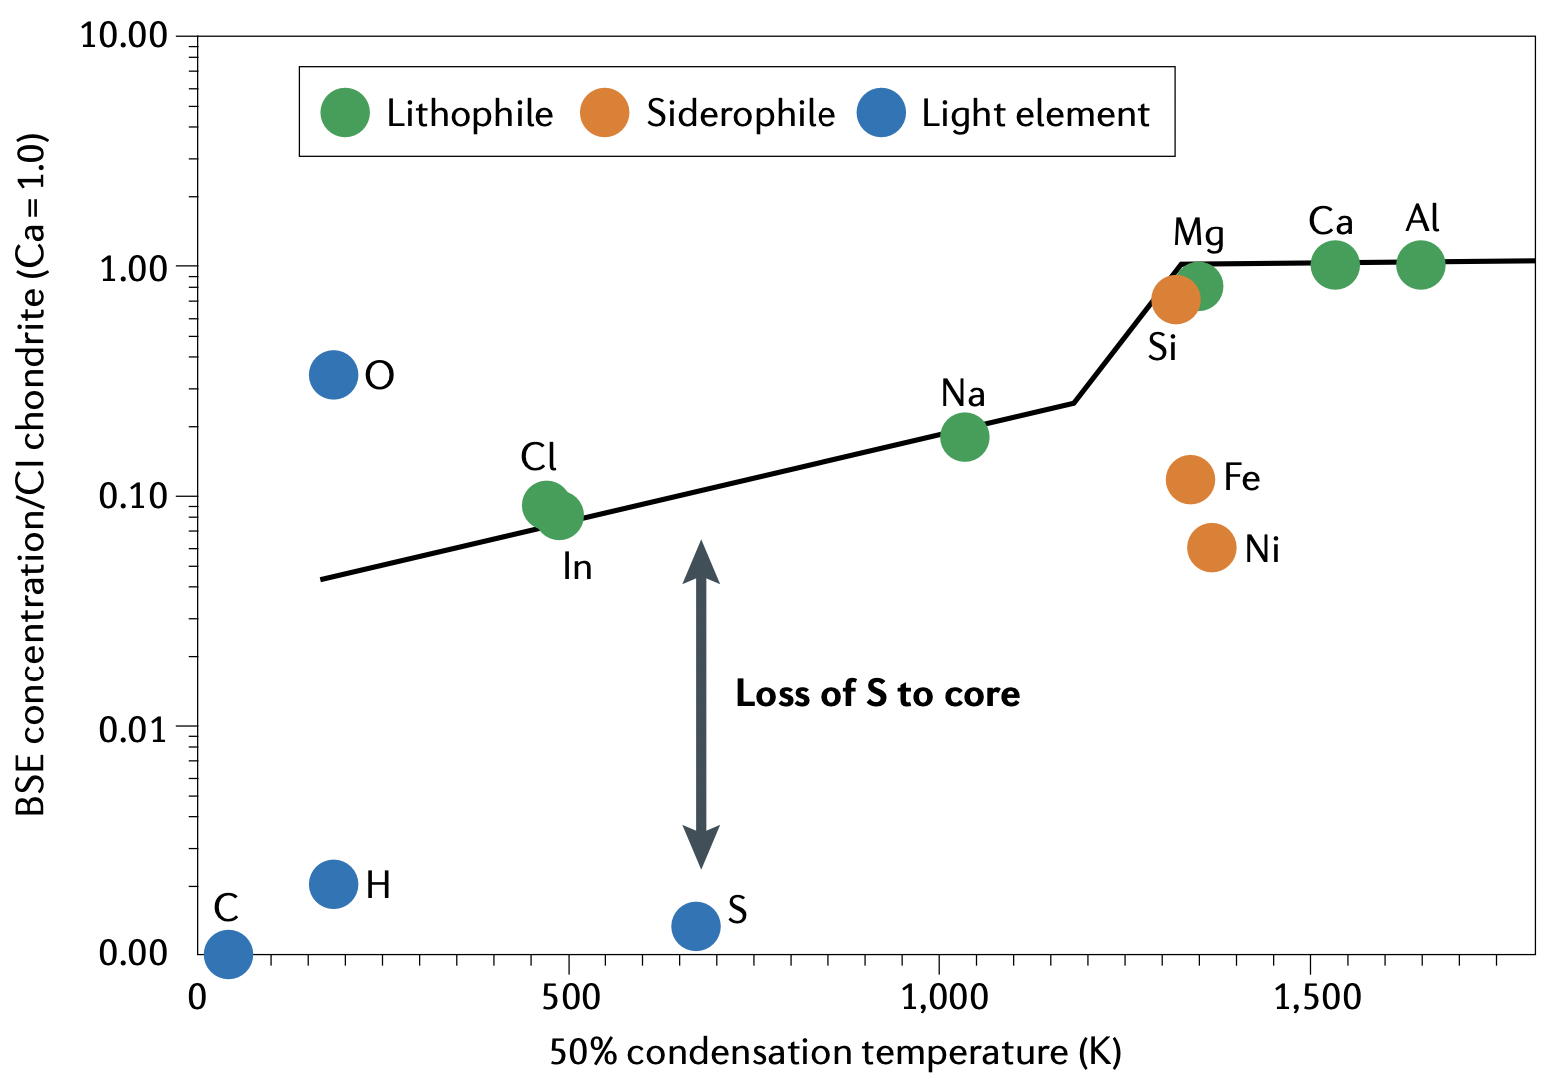 10.00
Lithophile Siderophile Light element
BSE concentration/CI chondrite (Ca = 1.0)
Mg Ca Al
1.00
Si
O
Na
Cl
0.10
Fe
In
Ni
Loss of S to core
0.01
C H S
0.00
0 500 1,000 1,500
50% condensation temperature (K)